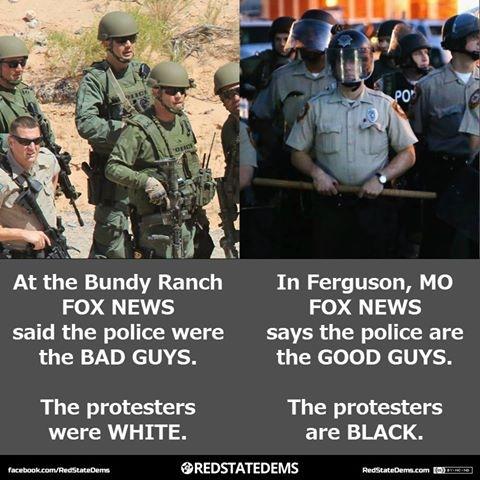 PO
At the Bundy Ranch
FOX NEWS
said the police were
the BAD GUYS.
The protesters
were WHITE.
In Ferguson, MO
FOX NEWS
says the police are
the GOOD GUYS.
The protesters
are BLACK.
facebook.com/RedStateDems
REDSTATEDEMS
RedStateDems.com